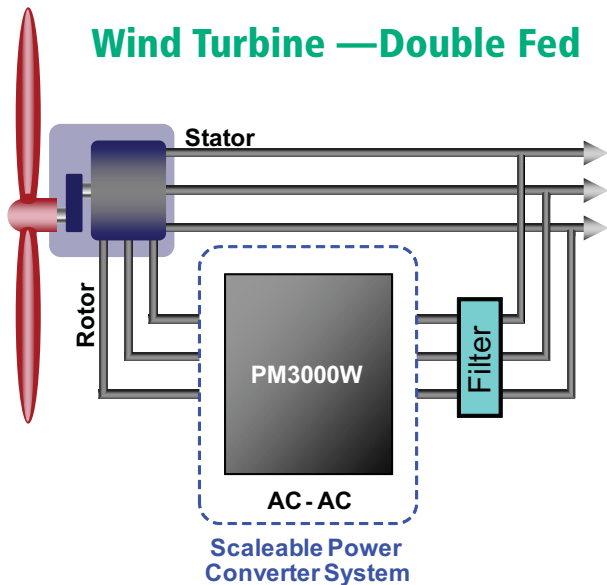 Wind Turbine —Double Fed
Stator
Rotor
PM3000W
Filter
AC - AC
Scaleable Power
Converter System